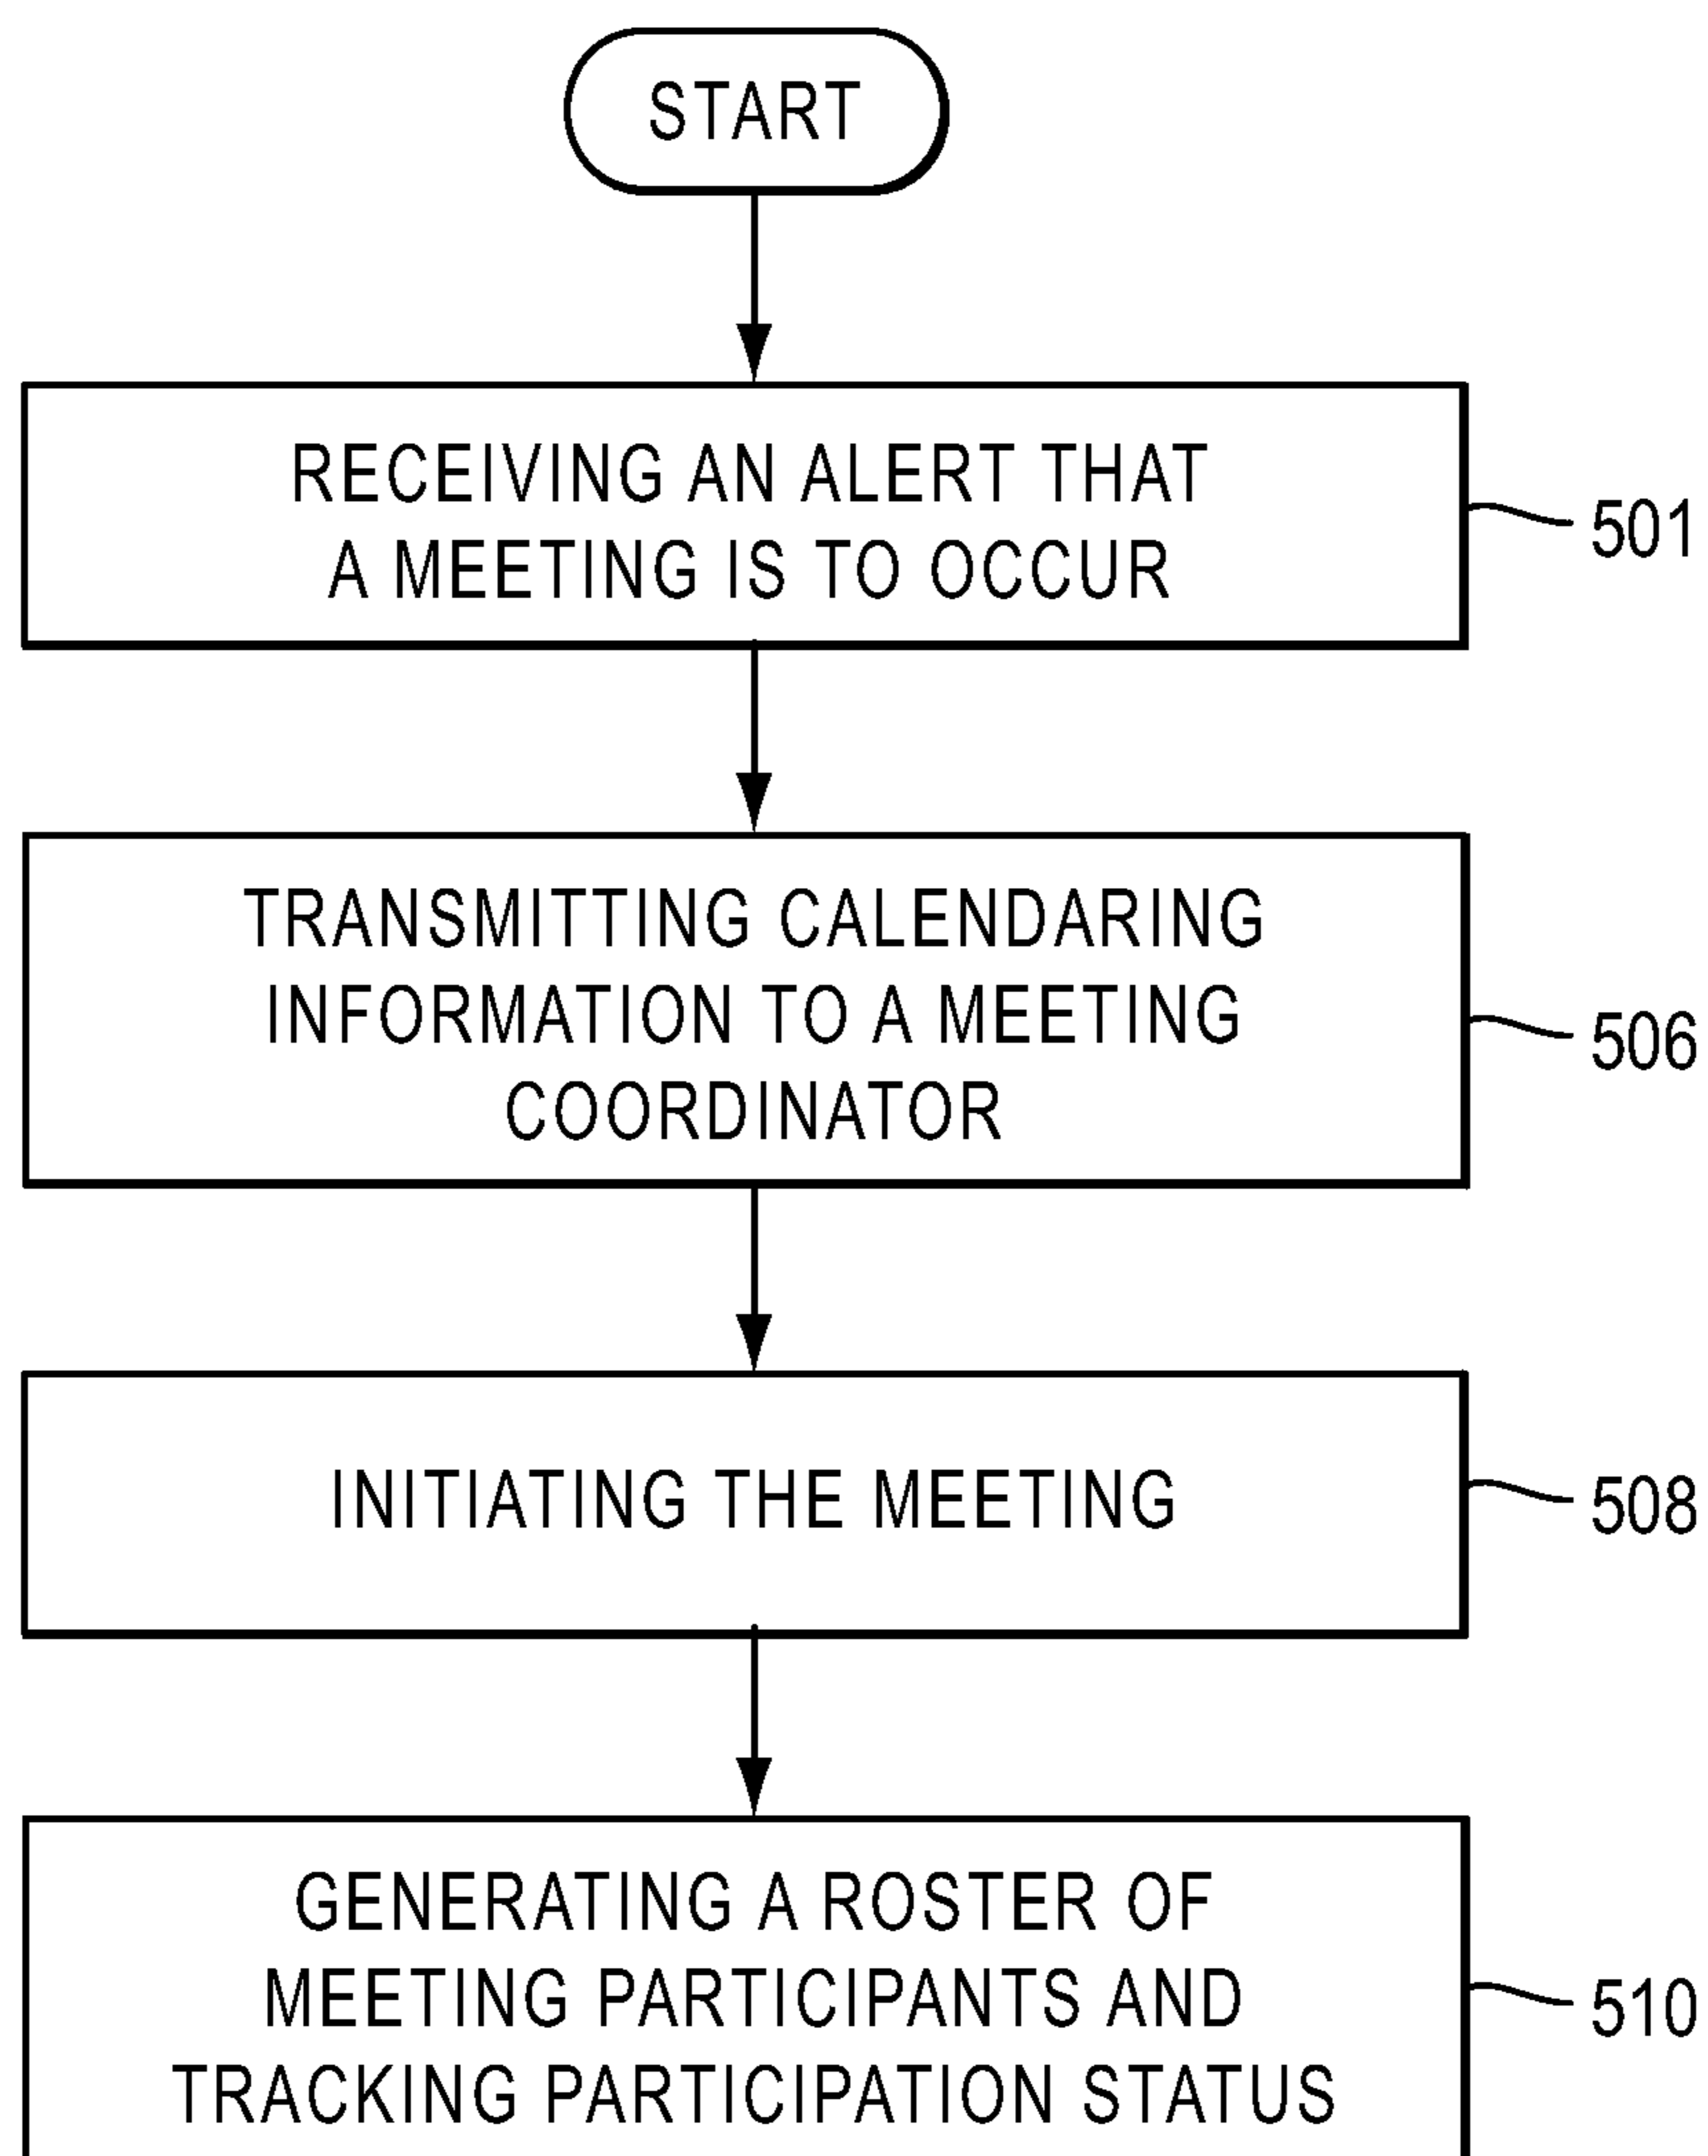 START
RECEIVING AN ALERT THAT
A MEETING IS TO OCCUR
501
TRANSMITTING CALENDARING
INFORMATION TO A MEETING
COORDINATOR
506
INITIATING THE MEETING
508
GENERATING A ROSTER OF
MEETING PARTICIPANTS AND
TRACKING PARTICIPATION STATUS
510